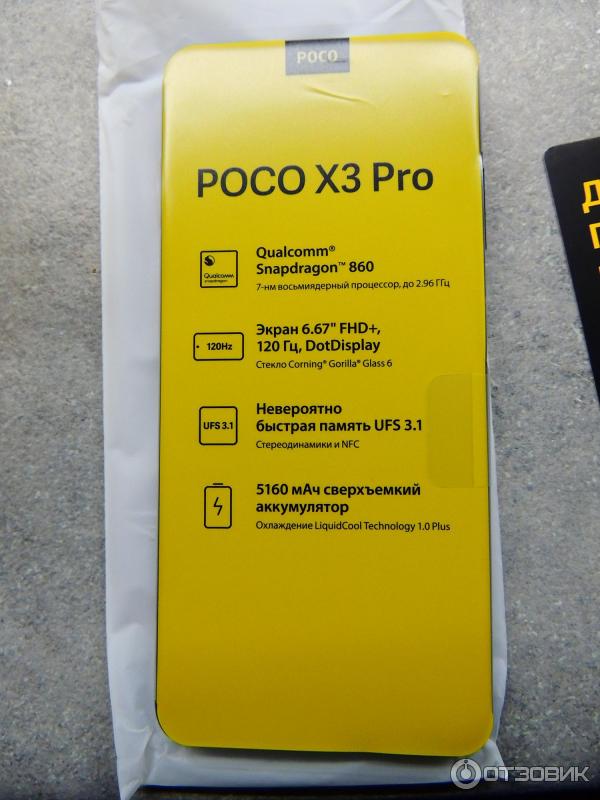 POCO
POCO X3 Pro
Qualcomm
snapdragon
Qualcomm®
Snapdragon™ 860
7-нм восьмиядерный процессор, до 2.96 ГГц
120Hz
Экран 6.67" FHD+,
120 Гц, DotDisplay
Стекло Corning® Gorilla® Glass 6
UFS 3.1
Невероятно
быстрая память UFS 3.1
Стереодинамики и NFC
5160 мАч сверхъемкий
аккумулятор
Охлаждение LiquidCool Technology 1.0 Plus
ОТЗОВИК